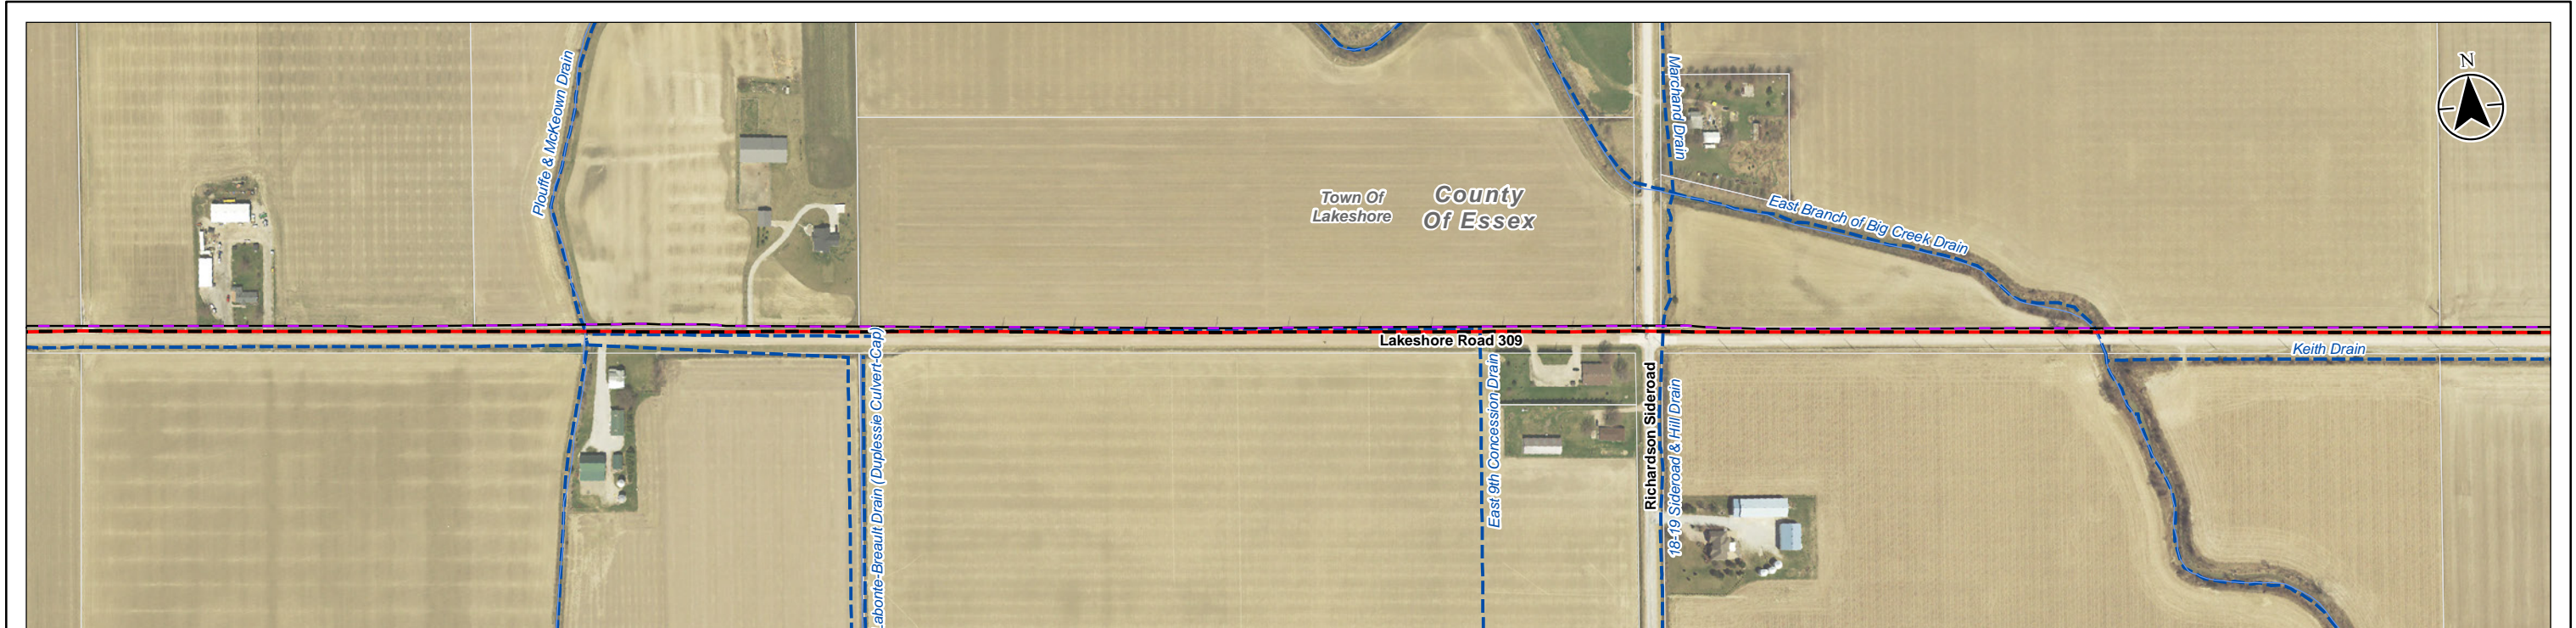 N
Plouffe & McKeown Drain
Marchand Drain
Town Of
Lakeshore
County
Of Essex
East Branch of Big Creek Drain
Lakeshore Road 309
Keith Drain
Labonte-Breault Drain (Duplessie Culvert-Cap)
East 9th Concession Drain
Richardson Sideroad
18-19 Sideroad & Hill Drain